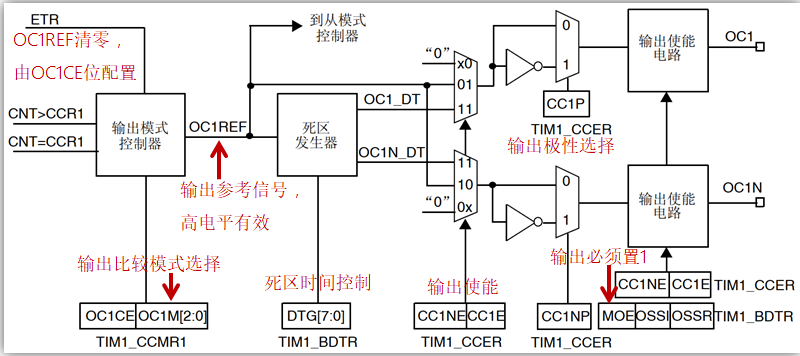 ETR
OC1REF清零，
由OC1CE位配置
到从模式
控制器
CNT>CCR1
CNT=CCR1
输出模式
控制器
OC1REF
死区
发生器
OC1_DT
OC1N_DT
“0”
x0
01
11
11
10
0x
“0”
0
1
CC1P
TIM1_CCER
输出极性选择
输出使能
电路
OC1
0
1
输出使能
电路
OC1N
输出参考信号，
高电平有效
输出比较模式选择
死区时间控制
输出使能
输出必须置1
OC1CE OC1M[2:0]
TIM1_CCMR1
DTG[7:0]
TIM1_BDTR
CC1NE CC1E
TIM1_CCER
CC1NP
TIM1_CCER
CC1NE CC1E TIM1_CCER
MOE OSSI OSSR TIM1_BDTR